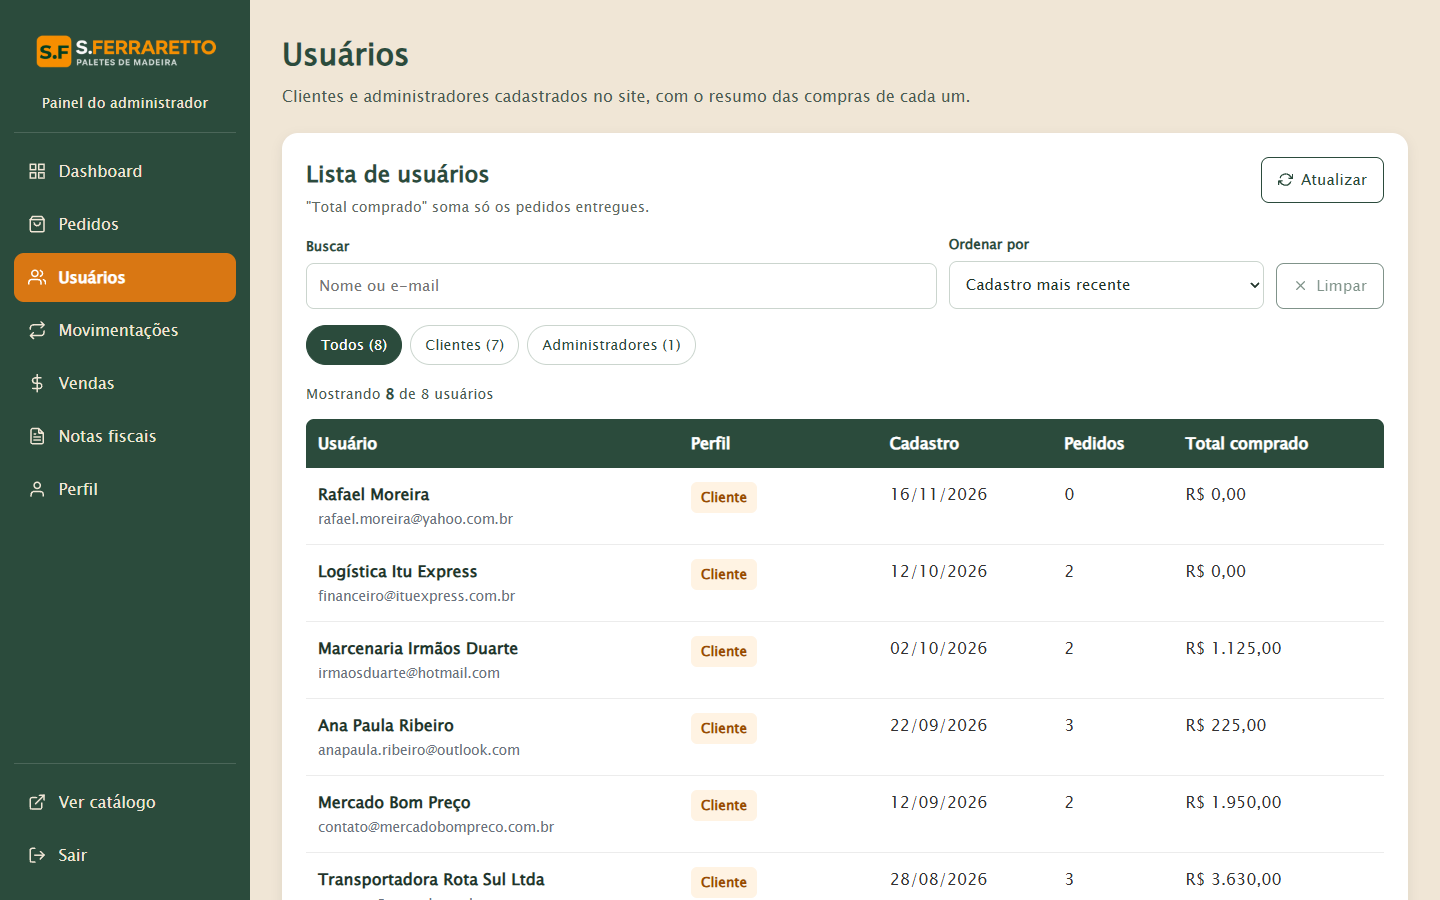 S.F S.FERRARETTO
PALETES DE MADEIRA
Painel do administrador
Dashboard
Pedidos
Usuários
Movimentações
Vendas
Notas fiscais
Perfil
Ver catálogo
Sair
Usuários
Clientes e administradores cadastrados no site, com o resumo das compras de cada um.
Lista de usuários
"Total comprado" soma só os pedidos entregues.
Atualizar
Buscar
Nome ou e-mail
Ordenar por
Cadastro mais recente
Limpar
Todos (8) Clientes (7) Administradores (1)
Mostrando 8 de 8 usuários
Usuário Perfil Cadastro Pedidos Total comprado
Rafael Moreira Cliente 16/11/2026 0 R$ 0,00
rafael.moreira@yahoo.com.br
Logística Itu Express Cliente 12/10/2026 2 R$ 0,00
financeiro@ituexpress.com.br
Marcenaria Irmãos Duarte Cliente 02/10/2026 2 R$ 1.125,00
irmaosduarte@hotmail.com
Ana Paula Ribeiro Cliente 22/09/2026 3 R$ 225,00
anapaula.ribeiro@outlook.com
Mercado Bom Preço Cliente 12/09/2026 2 R$ 1.950,00
contato@mercadobompreco.com.br
Transportadora Rota Sul Ltda Cliente 28/08/2026 3 R$ 3.630,00